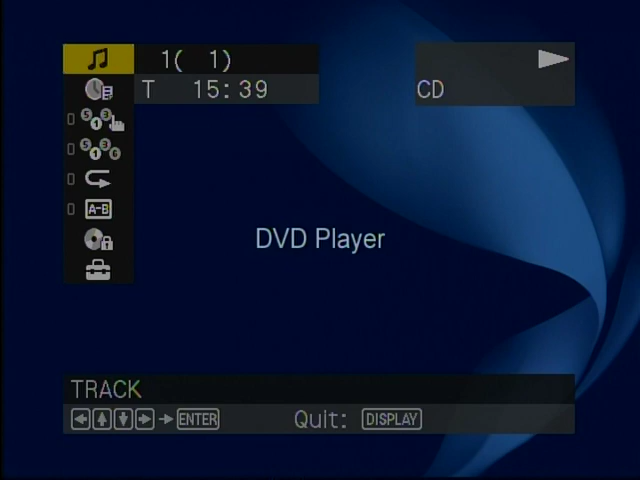 1( 1)
T 15:39
CD
A-B
DVD Player
TRACK
ENTER Quit: DISPLAY